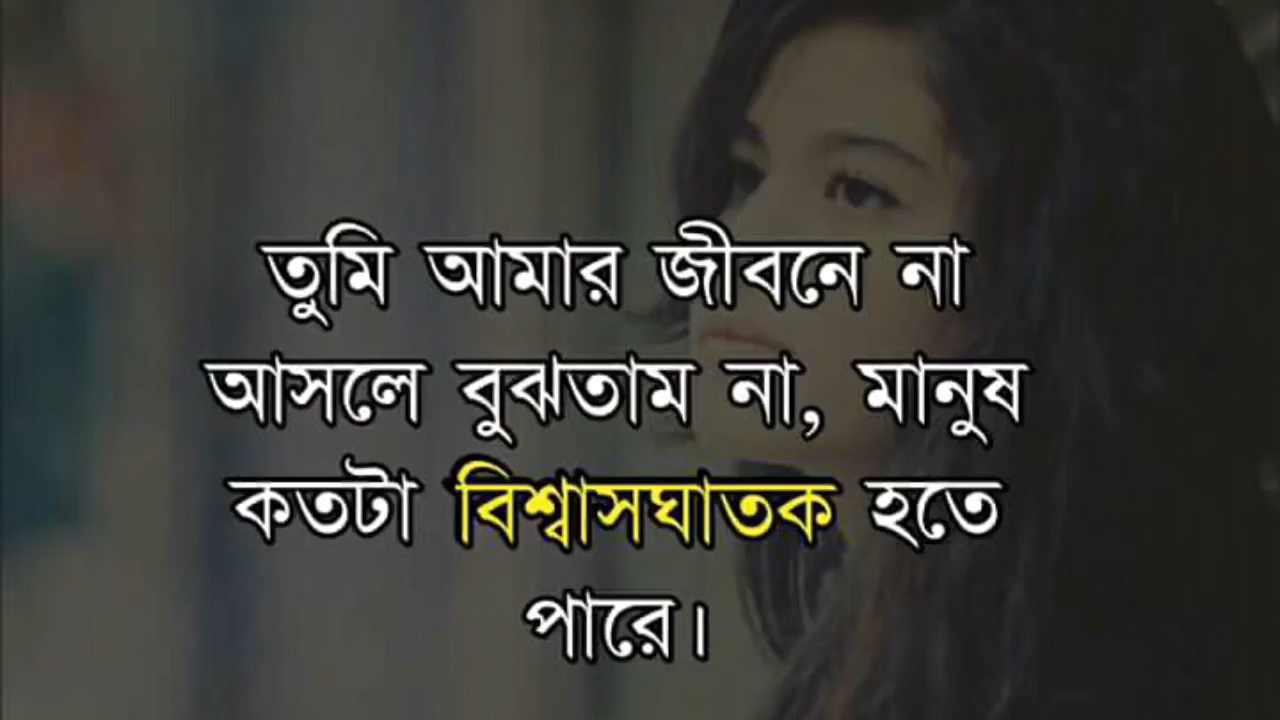 তুমি আমার জীবনে না
আসলে বুঝতাম না, মানুষ
কতটা বিশ্বাসঘাতক হতে
পারে।